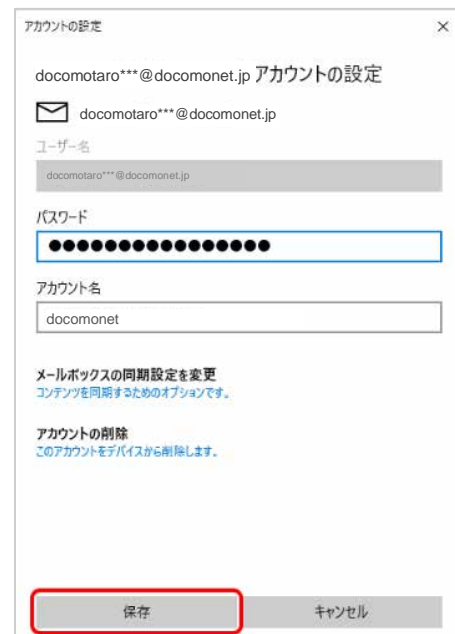 アカウントの設定
docomotaro***@docomonet.jp アカウントの設定
docomotaro***@docomonet.jp
ユーザー名
docomotaro***@docomonet.jp
パスワード
●●●●●●●●●●●●●●●●
アカウント名
docomonet
メールボックスの同期設定を変更
コンテンツを同期するためのオプションです。
アカウントの削除
このアカウントをデバイスから削除します。
保存 キャンセル